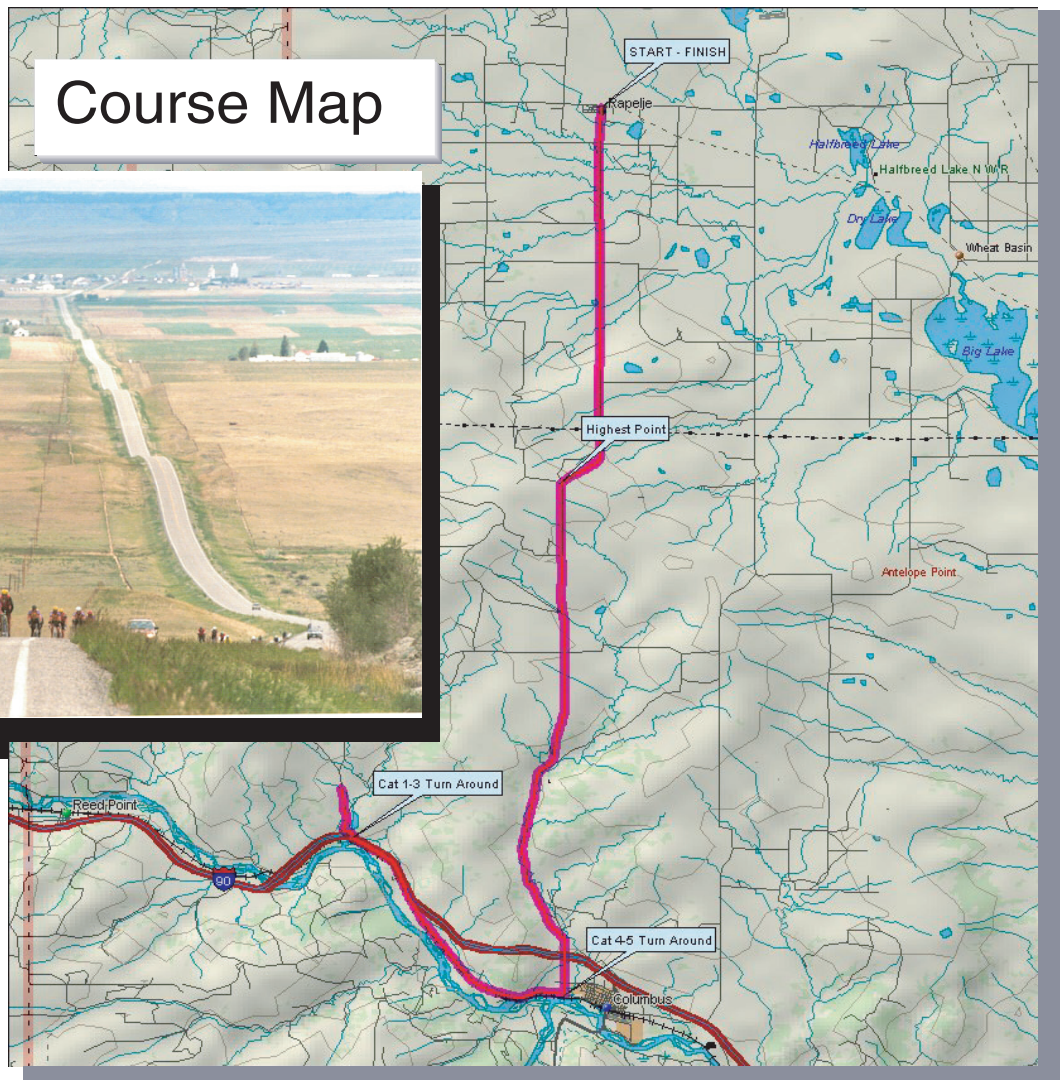 START - FINISH
Course Map
Rapelje
Halfbreed Lake
Halfbreed Lake N W R
Dry Lake
Wheat Basin
Big Lake
Highest Point
Antelope Point
Cat 1-3 Turn Around
Reed Point
90
Cat 4-5 Turn Around
Columbus